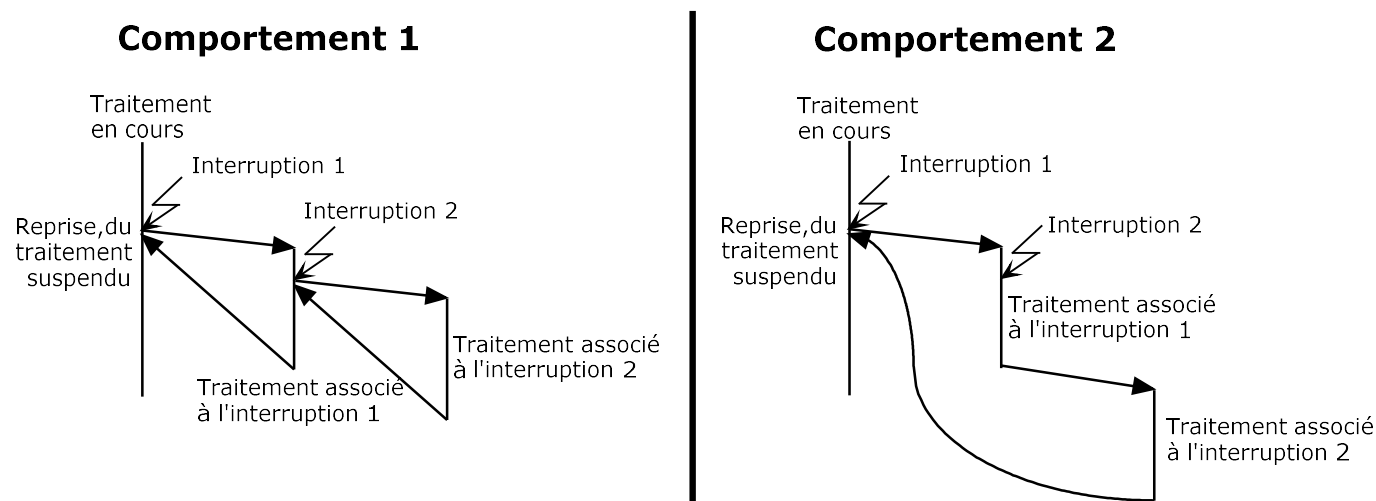 Comportement 1
Traitement
en cours
Interruption 1
Interruption 2
Reprise,du
traitement
suspendu
Traitement associé
à l'interruption 2
Traitement associé
à l'interruption 1
Comportement 2
Traitement
en cours
Interruption 1
Reprise,du
traitement
suspendu
Interruption 2
Traitement associé
à l'interruption 1
Traitement associé
à l'interruption 2